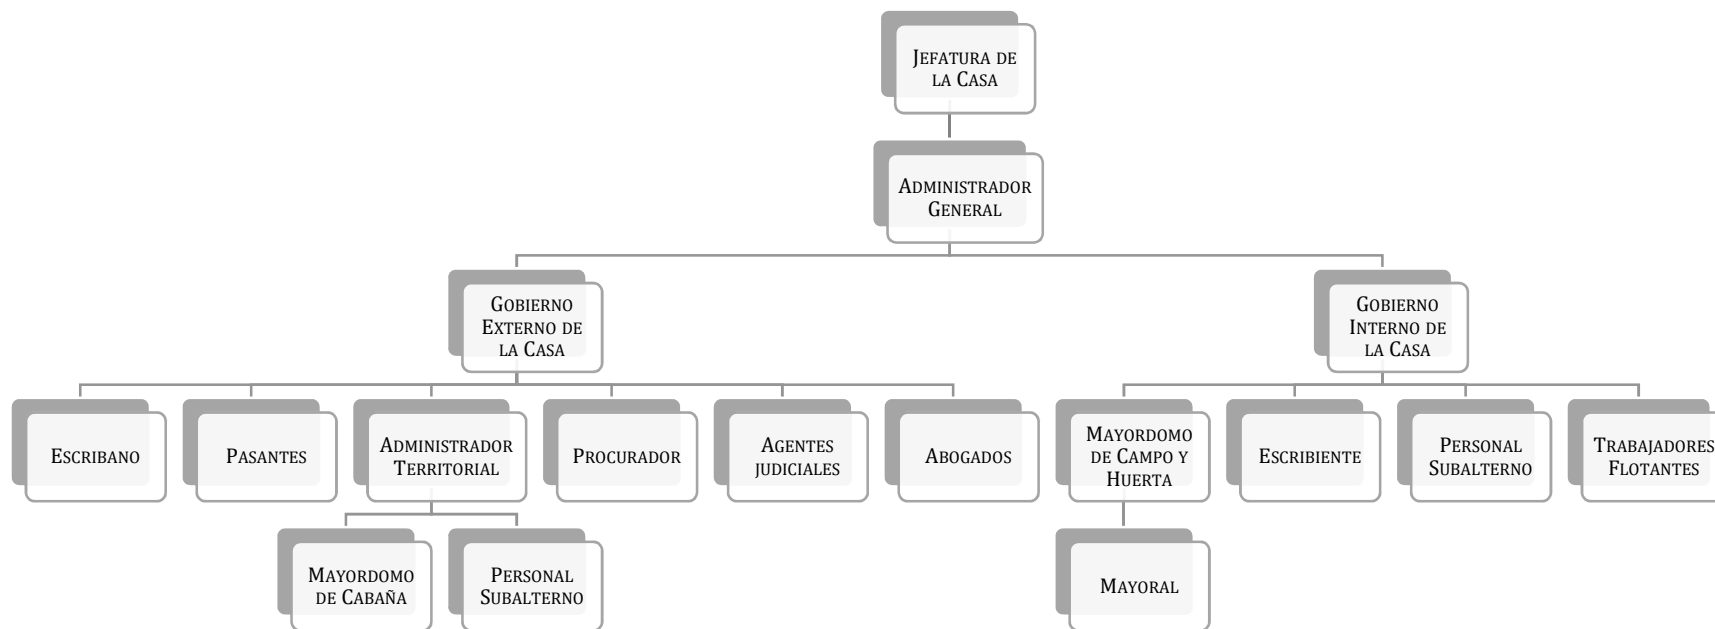 JEFATURA DE
LA CASA
ADMINISTRADOR
GENERAL
GOBIERNO
EXTERNO DE
LA CASA
GOBIERNO
INTERNO DE
LA CASA
ESCRIBANO
PASANTES
ADMINISTRADOR
TERRITORIAL
PROCURADOR
AGENTES
JUDICIALES
ABOGADOS
MAYORDOMO
DE CAMPO Y
HUERTA
ESCRIBIENTE
PERSONAL
SUBALTERNO
TRABAJADORES
FLOTANTES
MAYORDOMO
DE CABAÑA
PERSONAL
SUBALTERNO
MAYORAL